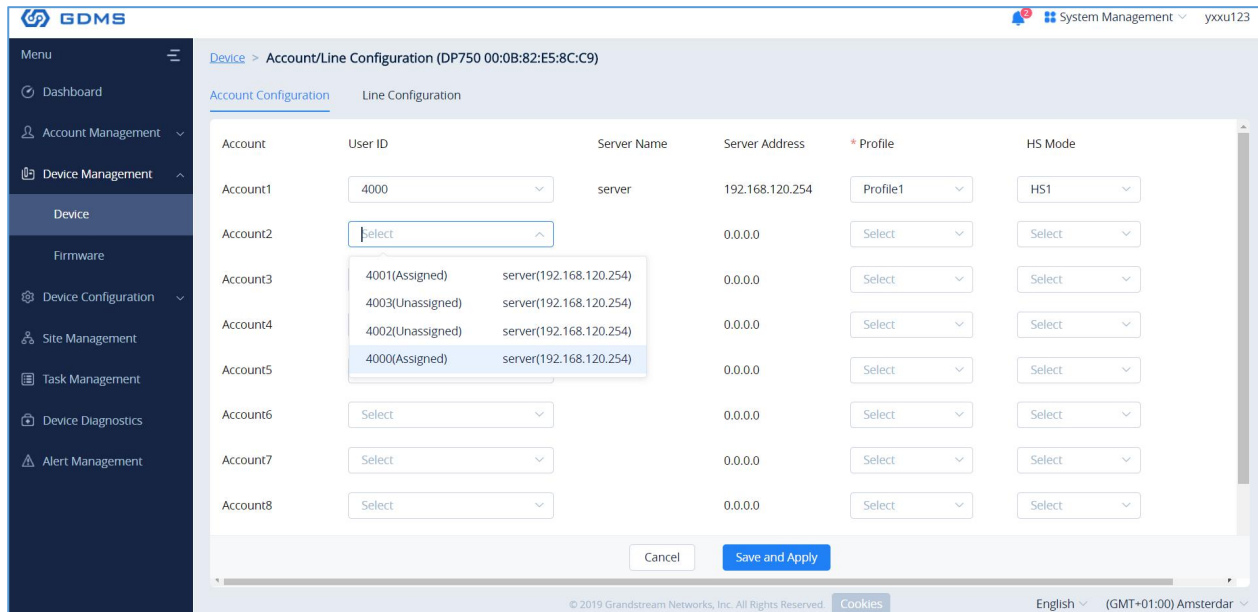 GDMS
2
System Management
yxxu123
Menu
Device > Account/Line Configuration (DP750 00:0B:82:E5:8C:C9)
Dashboard
Account Configuration Line Configuration
Account Management
Account User ID Server Name Server Address * Profile HS Mode
Device Management
Account1 4000 server 192.168.120.254 Profile1 HS1
Device
Account2 Select 0.0.0.0 Select Select
Firmware
4001(Assigned) server(192.168.120.254)
Account3 0.0.0.0 Select Select
Device Configuration
4003(Unassigned) server(192.168.120.254)
Account4 4002(Unassigned) server(192.168.120.254) 0.0.0.0 Select Select
Site Management
4000(Assigned) server(192.168.120.254)
Account5 0.0.0.0 Select Select
Task Management
Account6 Select 0.0.0.0 Select Select
Device Diagnostics
Account7 Select 0.0.0.0 Select Select
Alert Management
Account8 Select 0.0.0.0 Select Select
Cancel Save and Apply
© 2019 Grandstream Networks, Inc. All Rights Reserved. Cookies English (GMT+01:00) Amsterdar